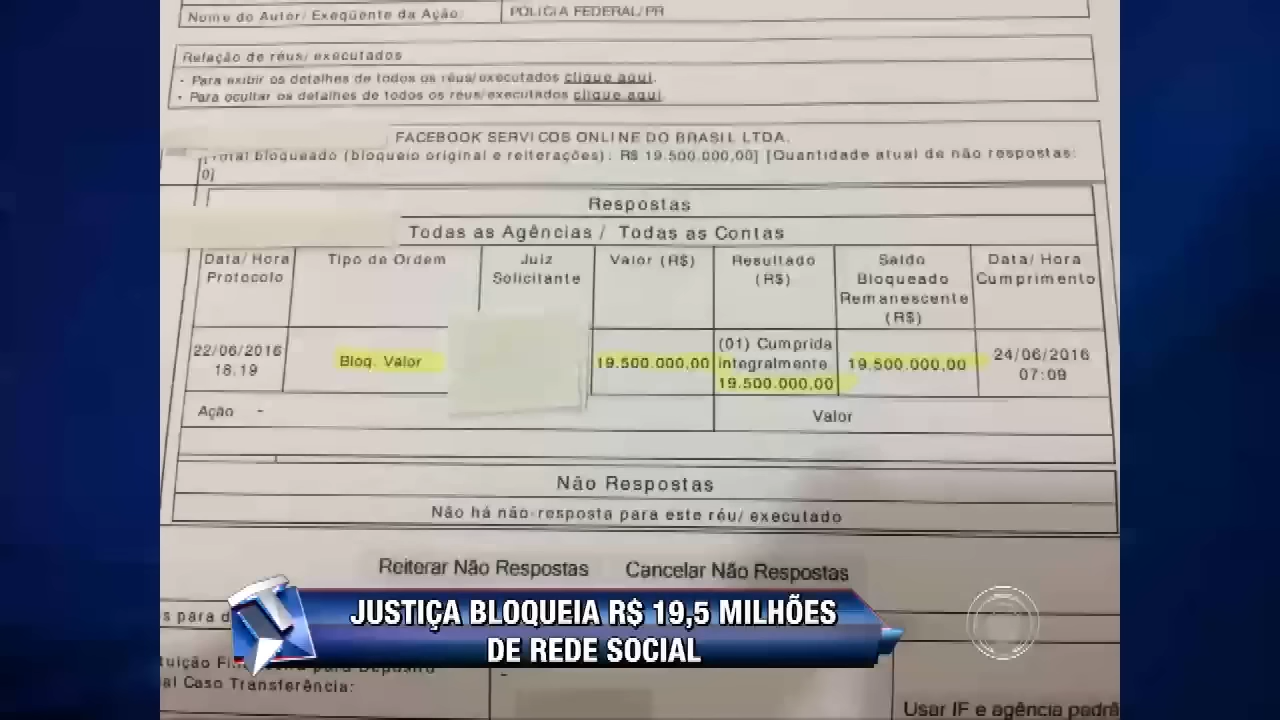 Nome do Autor/ Exeqüente da Ação: POLICIA FEDERAL/PR
Relação de réus/ executados
- Para exibir os detalhes de todos os réus/executados clique aqui.
• Para ocultar os detalhes de todos os réus/executados clique aqui.
FACEBOOK SERVICOS ONLINE DO BRASIL LTDA.
[Total bloqueado (bloqueio original e reiterações): R$ 19.500.000,00] [Quantidade atual de não respostas:
0]
Respostas
Todas as Agências / Todas as Contas
Data/ Hora Protocolo
Tipo de Ordem
Juiz Solicitante
Valor (R$)
Resultado (R$)
Saldo Bloqueado Remanescente (R$)
Data/ Hora Cumprimento
22/06/2016 18.19
Bloq. Valor
19.500.000,00
(01) Cumprida integralmente 19.500.000,00
19.500.000,00
24/06/2016 07:09
Ação -
Valor
Não Respostas
Não há não-resposta para este réu/ executado
Reiterar Não Respostas Cancelar Não Respostas
s para d
JUSTIÇA BLOQUEIA R$ 19,5 MILHÕES
DE REDE SOCIAL
al Caso Transferência: -
Usar IF e agência padrã